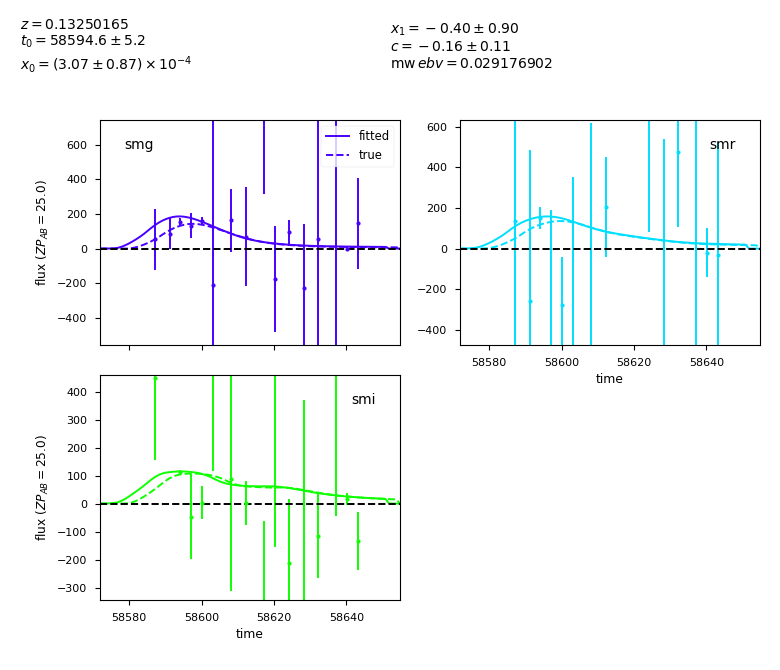 z = 0.13250165
t₀ = 58594.6 ± 5.2
x₀ = (3.07 ± 0.87) × 10⁻⁴
x₁ = −0.40 ± 0.90
c = −0.16 ± 0.11
mw ebv = 0.029176902
smg
fitted
true
600
400
200
0
−200
−400
flux (ZP_AB = 25.0)
smr
600
400
200
0
−200
−400
58580 58600 58620 58640
time
smi
400
300
200
100
0
−100
−200
−300
flux (ZP_AB = 25.0)
58580 58600 58620 58640
time